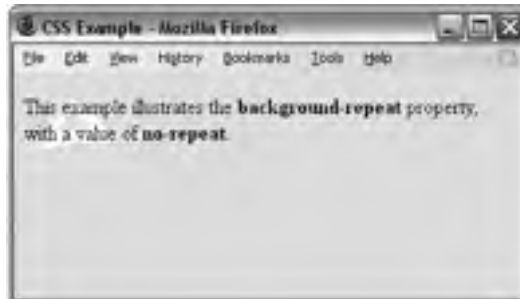 CSS Example - Mozilla Firefox
File Edit View History Bookmarks Tools Help
This example illustrates the background-repeat property,
with a value of no-repeat.